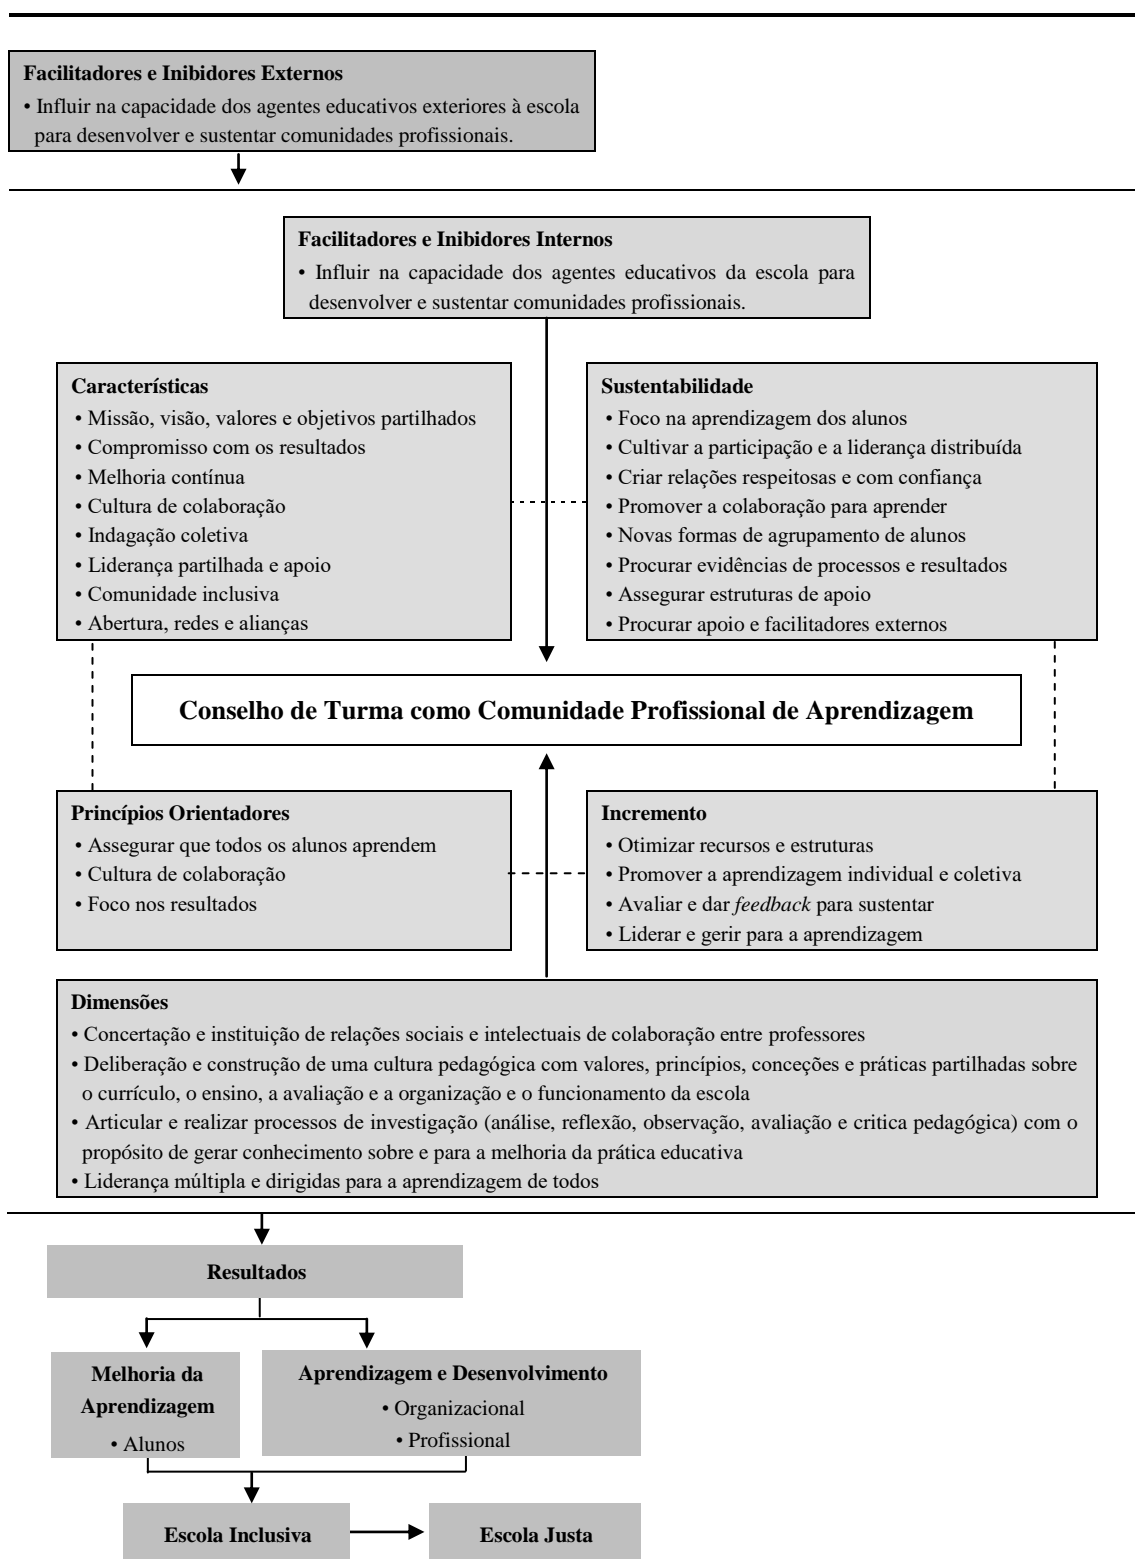 Facilitadores e Inibidores Externos
• Influir na capacidade dos agentes educativos exteriores à escola
para desenvolver e sustentar comunidades profissionais.
Facilitadores e Inibidores Internos
• Influir na capacidade dos agentes educativos da escola para
desenvolver e sustentar comunidades profissionais.
Características
• Missão, visão, valores e objetivos partilhados
• Compromisso com os resultados
• Melhoria contínua
• Cultura de colaboração
• Indagação coletiva
• Liderança partilhada e apoio
• Comunidade inclusiva
• Abertura, redes e alianças
Sustentabilidade
• Foco na aprendizagem dos alunos
• Cultivar a participação e a liderança distribuída
• Criar relações respeitosas e com confiança
• Promover a colaboração para aprender
• Novas formas de agrupamento de alunos
• Procurar evidências de processos e resultados
• Assegurar estruturas de apoio
• Procurar apoio e facilitadores externos
Conselho de Turma como Comunidade Profissional de Aprendizagem
Princípios Orientadores
• Assegurar que todos os alunos aprendem
• Cultura de colaboração
• Foco nos resultados
Incremento
• Otimizar recursos e estruturas
• Promover a aprendizagem individual e coletiva
• Avaliar e dar feedback para sustentar
• Liderar e gerir para a aprendizagem
Dimensões
• Concertação e instituição de relações sociais e intelectuais de colaboração entre professores
• Deliberação e construção de uma cultura pedagógica com valores, princípios, conceções e práticas partilhadas sobre
o currículo, o ensino, a avaliação e a organização e o funcionamento da escola
• Articular e realizar processos de investigação (análise, reflexão, observação, avaliação e critica pedagógica) com o
propósito de gerar conhecimento sobre e para a melhoria da prática educativa
• Liderança múltipla e dirigidas para a aprendizagem de todos
Resultados
Melhoria da
Aprendizagem
• Alunos
Aprendizagem e Desenvolvimento
• Organizacional
• Profissional
Escola Inclusiva
Escola Justa